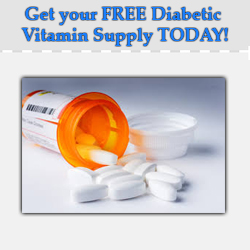 Get your FREE Diabetic
Vitamin Supply TODAY!